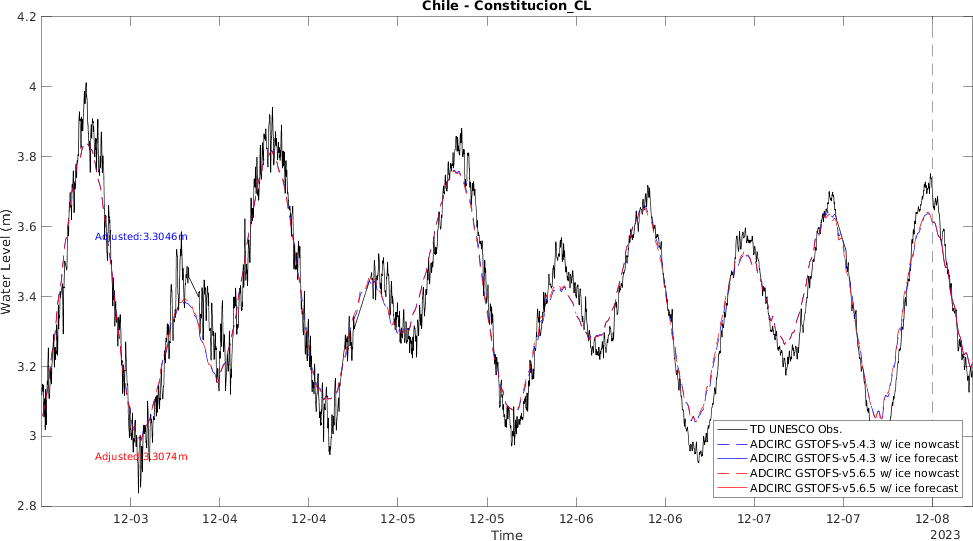 Chile - Constitucion_CL
4.2
4
3.8
3.6
3.4
3.2
3
2.8
Water Level (m)
Adjusted:3.3046m
Adjusted:3.3074m
TD UNESCO Obs.
ADCIRC GSTOFS-v5.4.3 w/ ice nowcast
ADCIRC GSTOFS-v5.4.3 w/ ice forecast
ADCIRC GSTOFS-v5.6.5 w/ ice nowcast
ADCIRC GSTOFS-v5.6.5 w/ ice forecast
12-03 12-04 12-04 12-05 12-05 12-06 12-06 12-07 12-07 12-08
2023
Time